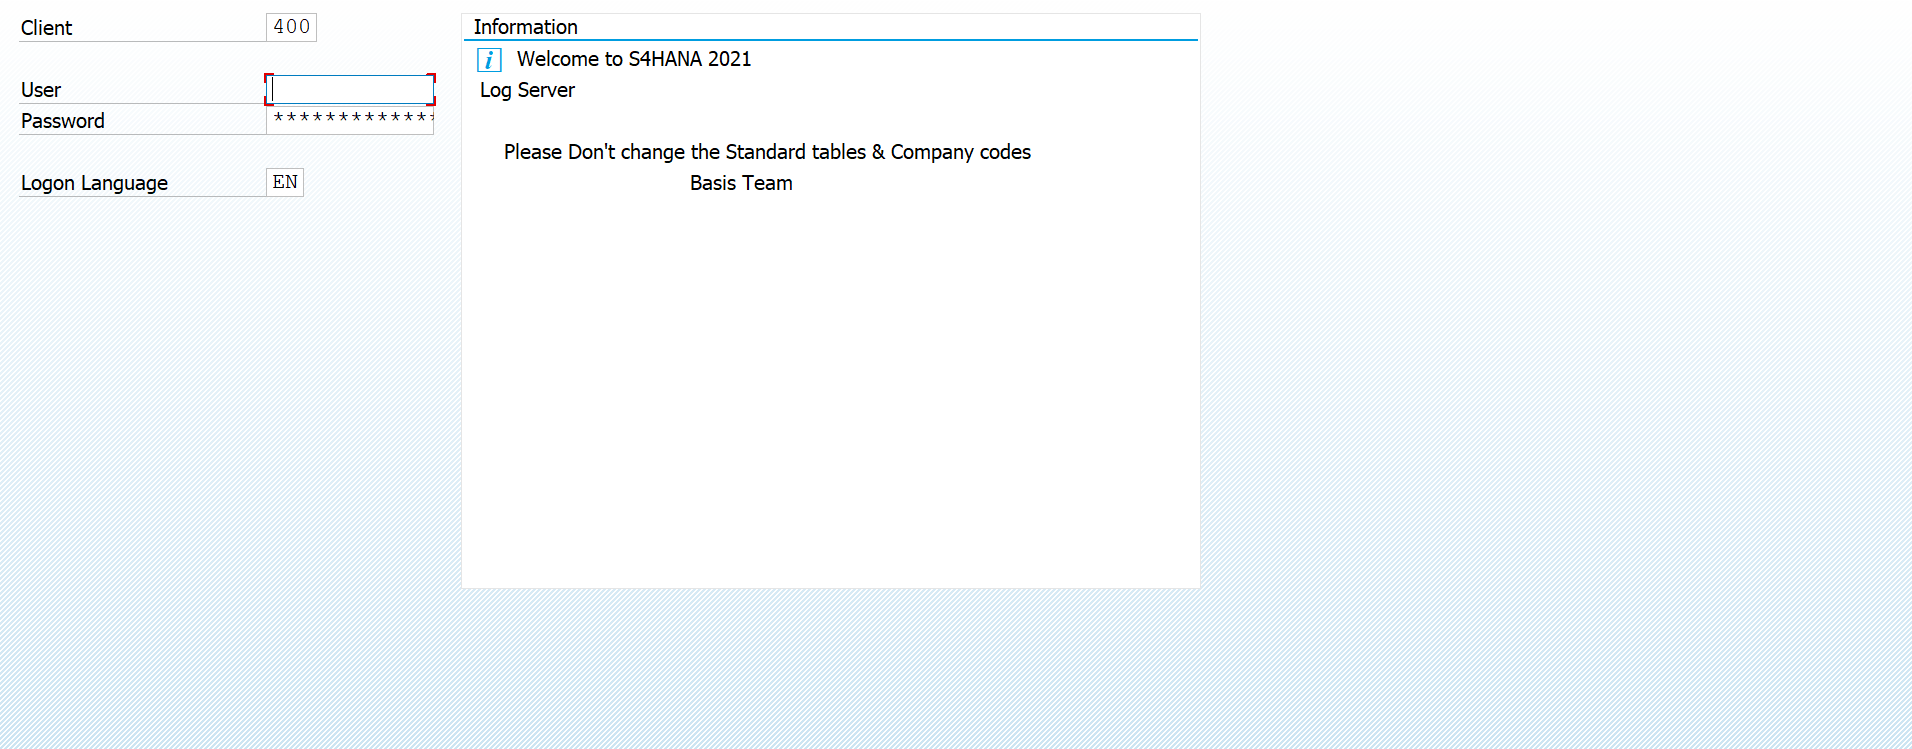 Client 400
User
Password *************
Logon Language EN
Information
i Welcome to S4HANA 2021
Log Server
Please Don't change the Standard tables & Company codes
Basis Team